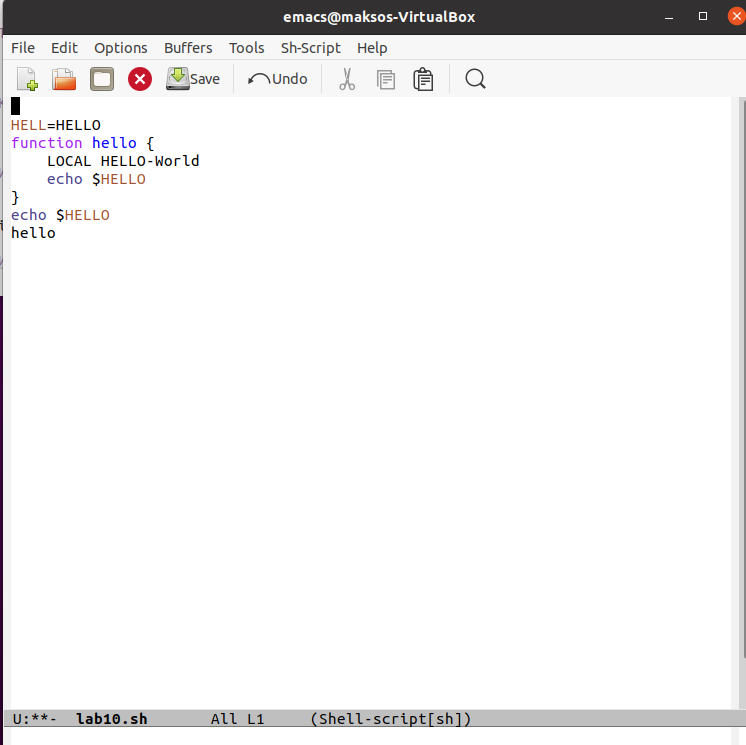 emacs@maksos-VirtualBox
File Edit Options Buffers Tools Sh-Script Help
Save Undo
HELL=HELLO
function hello {
    LOCAL HELLO-World
    echo $HELLO
}
echo $HELLO
hello
U:**-  lab10.sh       All L1     (Shell-script[sh])